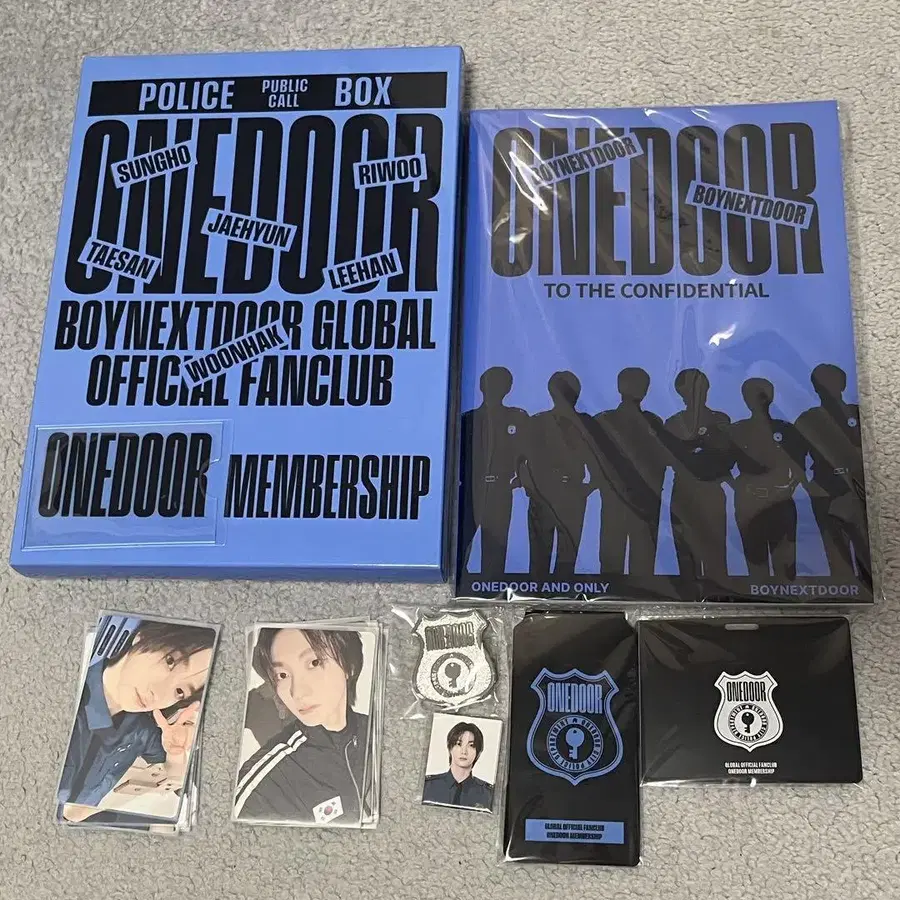 POLICE PUBLIC CALL BOX
ONEDOOR
SUNGHO
RIWOO
JAEHYUN
TAESAN
LEEHAN
BOYNEXTDOOR GLOBAL
WOONHAK
OFFICIAL FANCLUB
ONEDOOR MEMBERSHIP
ONEDOOR
BOYNEXTDOOR
BOYNEXTDOOR
TO THE CONFIDENTIAL
ONEDOOR AND ONLY
BOYNEXTDOOR
ONEDOOR
ONEDOOR
GLOBAL OFFICIAL FANCLUB
ONEDOOR MEMBERSHIP
ONEDOOR
GLOBAL OFFICIAL FANCLUB
ONEDOOR MEMBERSHIP